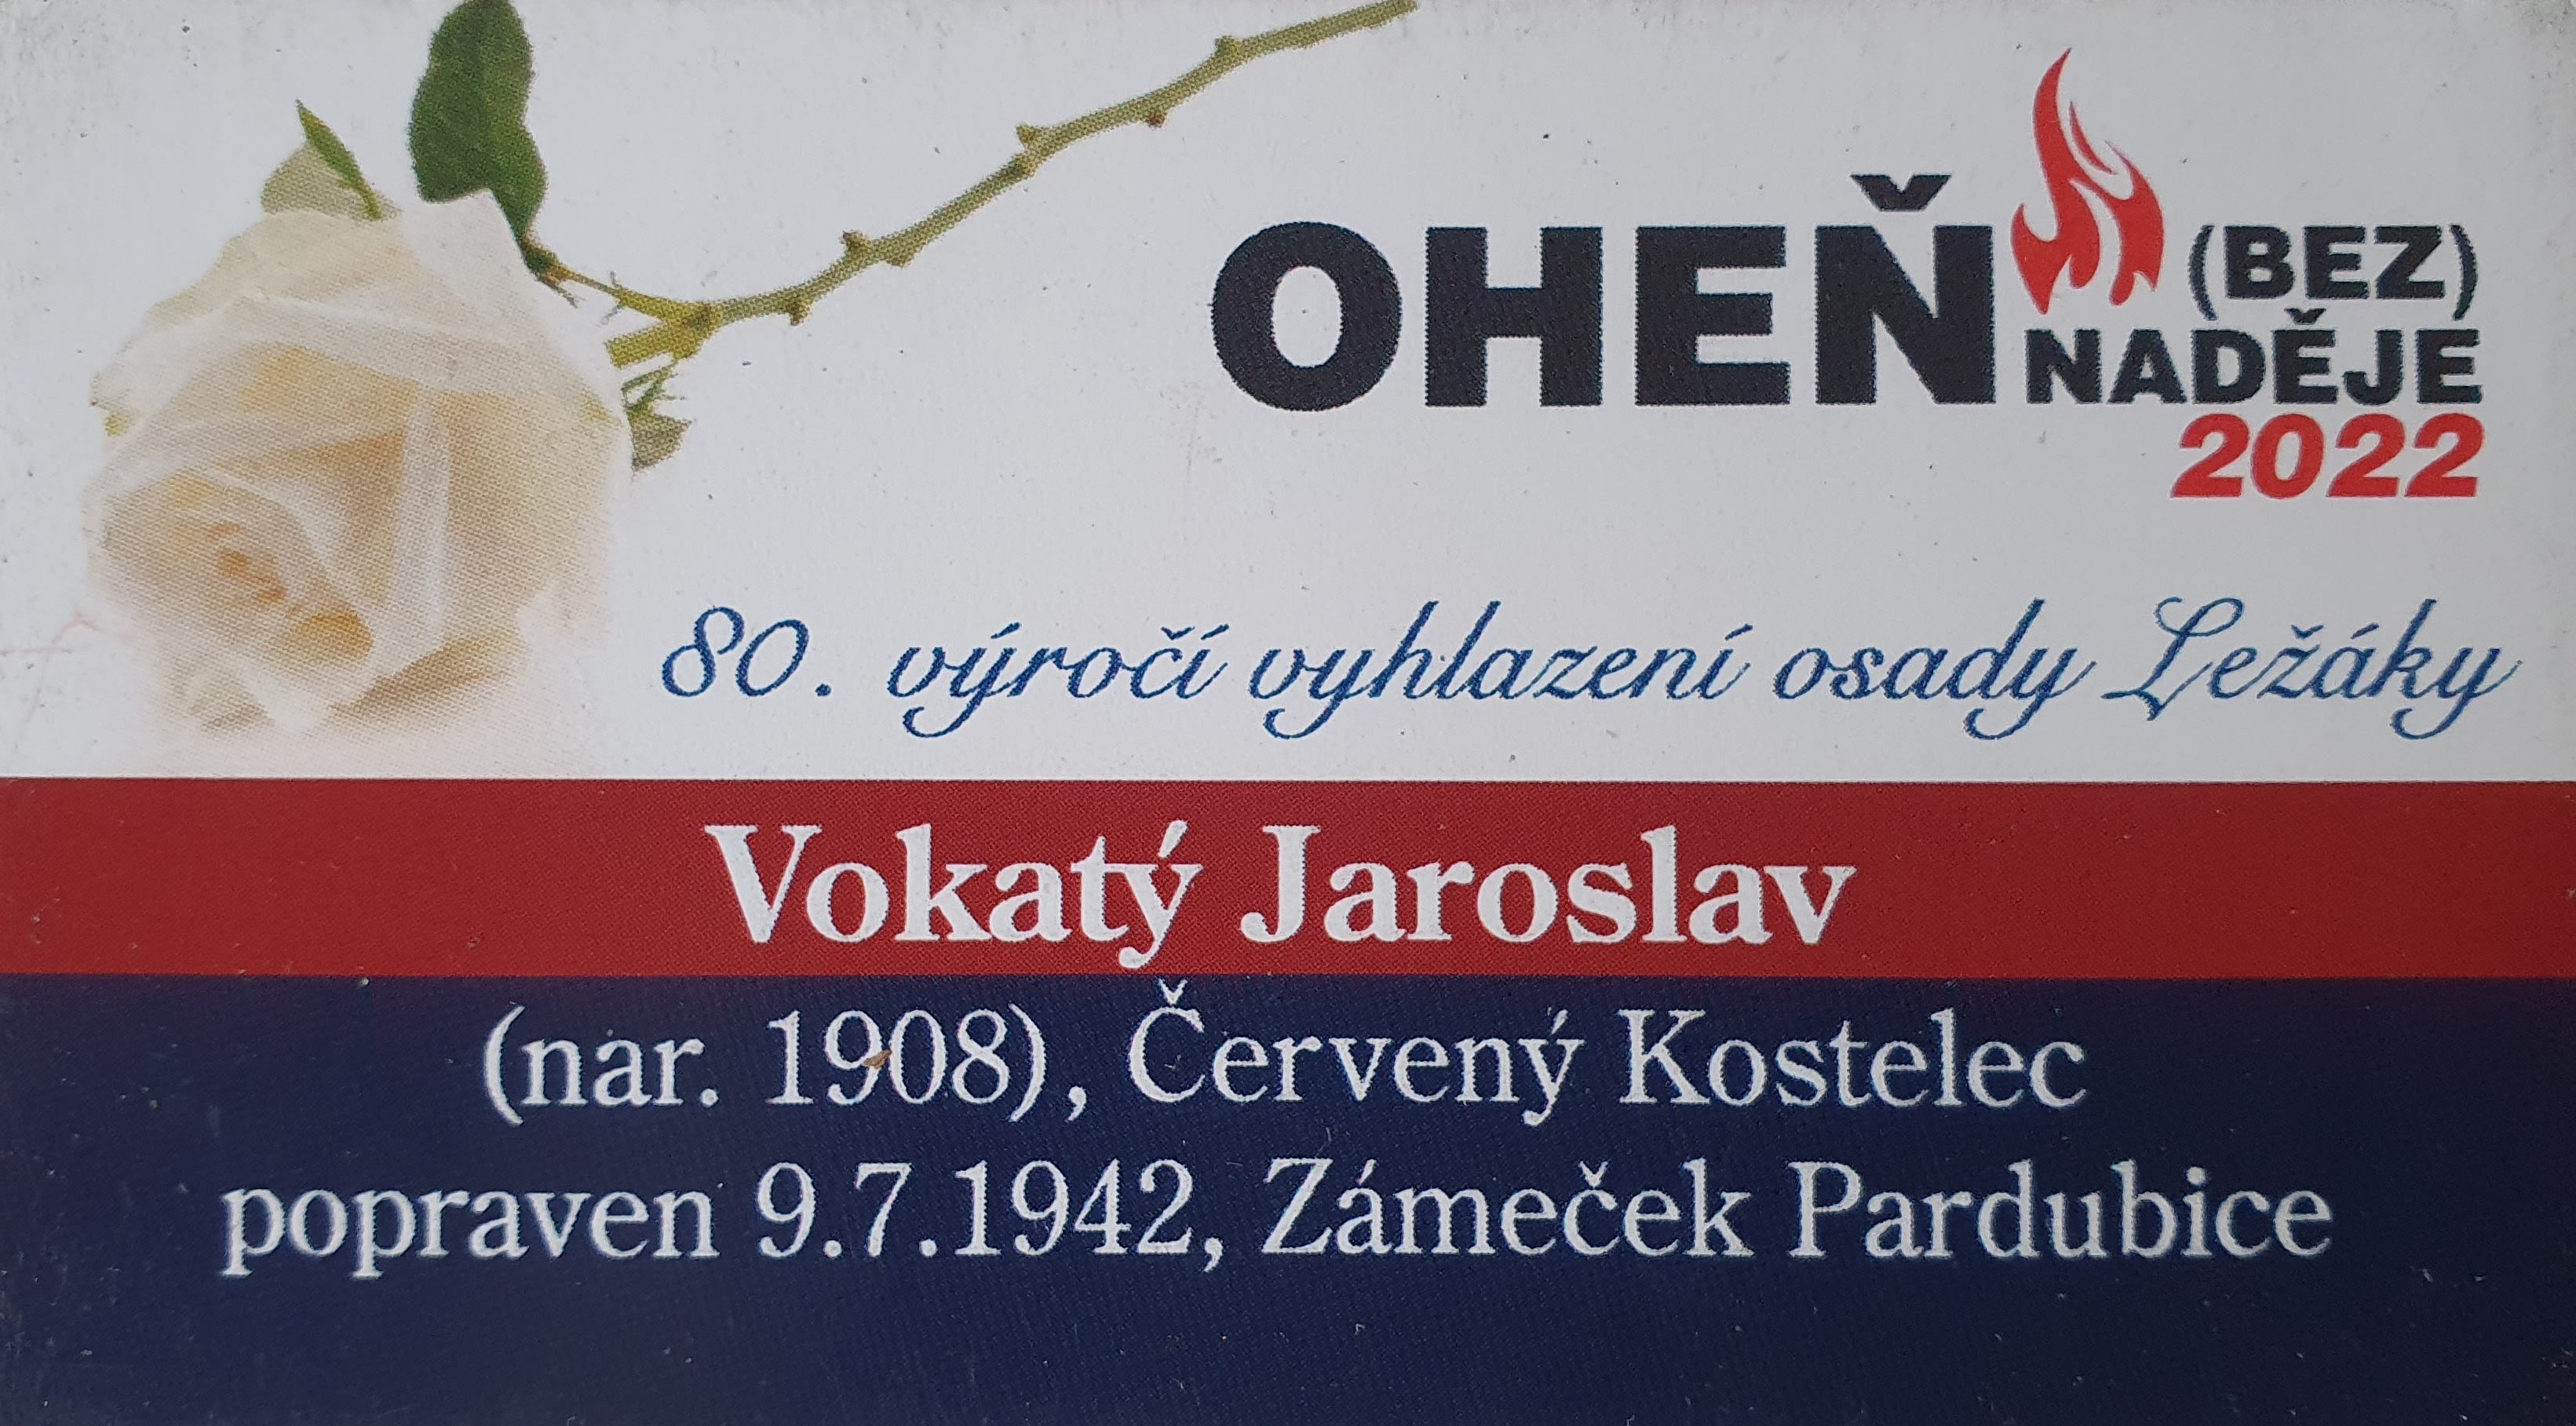 OHEŇ (BEZ)
NADĚJE
2022
80. výročí vyhlazení osady Ležáky
Vokatý Jaroslav
(nar. 1908), Červený Kostelec
popraven 9.7.1942, Zámeček Pardubice